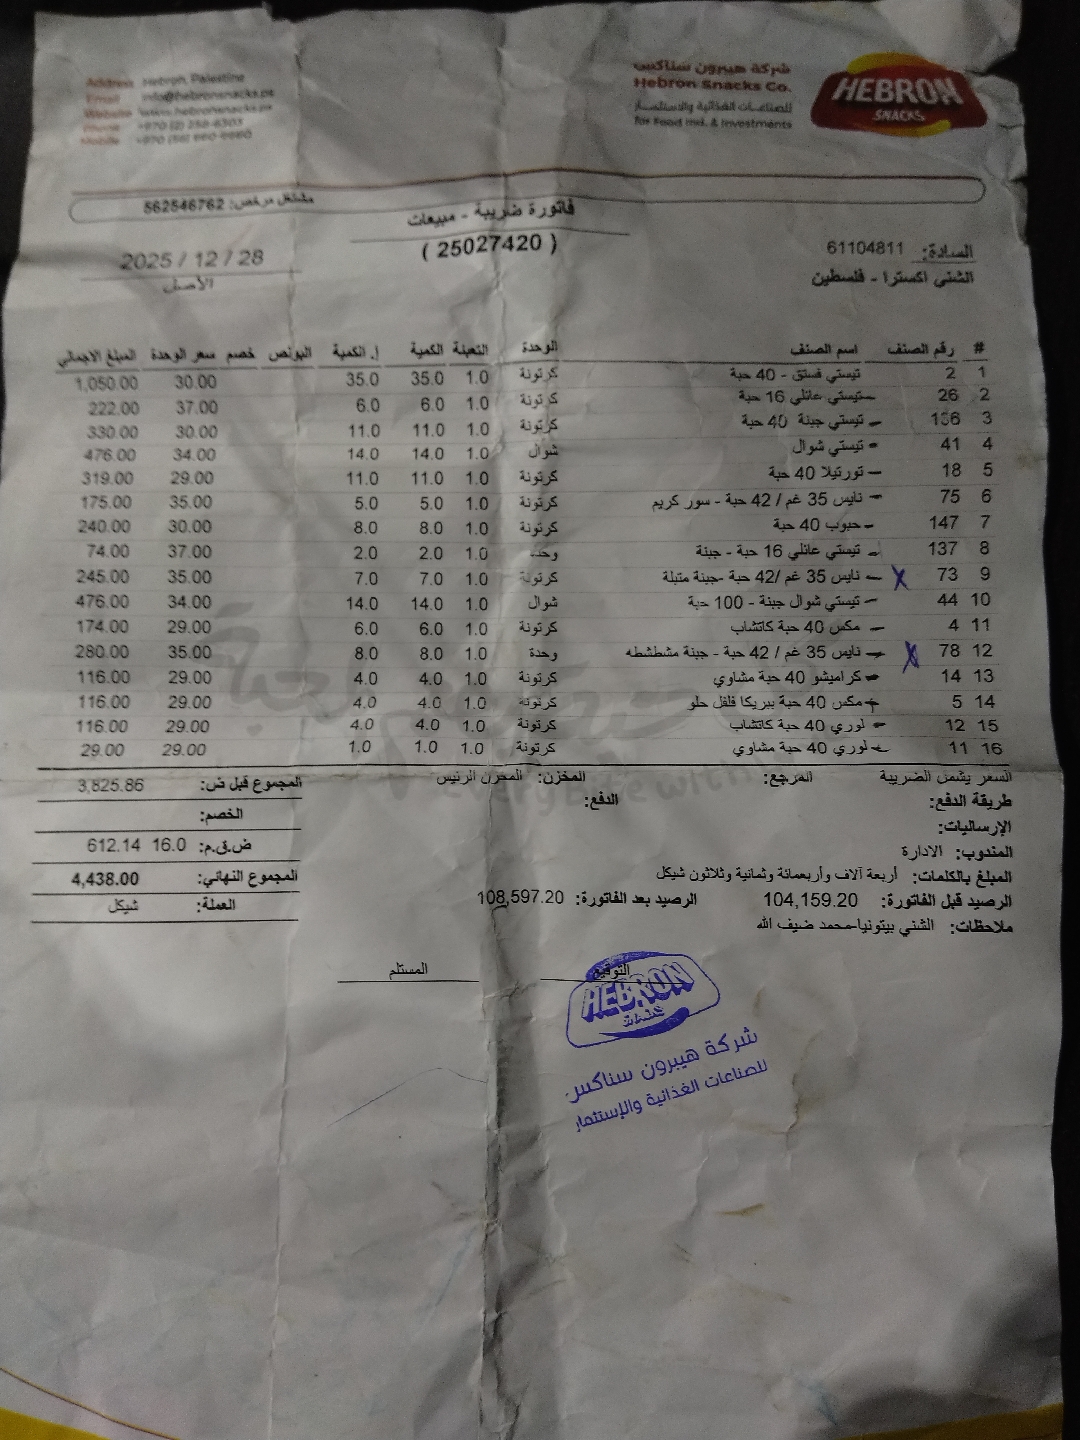 HEBRON
SNACKS
شركة هيبرون سناكس
Hebron Snacks Co.
للصناعات الغذائية والاستثمار
for Food Ind. & Investments
Address Hebron, Palestine
Email info@hebronsnacks.ps
Website www.hebronsnacks.ps
Phone
Mobile
مشتغل مرخص: 562546762
فاتورة ضريبة - مبيعات
( 25027420 )
2025 / 12 / 28
الأصل
السادة: 61104811
الشني اكسترا - فلسطين
# رقم الصنف اسم الصنف الوحدة التعبئة الكمية إ. الكمية البونص خصم سعر الوحدة المبلغ الاجمالي
1 2 تيستي فستق - 40 حبة كرتونة 1.0 35.0 35.0 30.00 1,050.00
2 26 تيستي عائلي 16 حبة كرتونة 1.0 6.0 6.0 37.00 222.00
3 136 تيستي جبنة 40 حبة كرتونة 1.0 11.0 11.0 30.00 330.00
4 41 تيستي شوال شوال 1.0 14.0 14.0 34.00 476.00
5 18 تورتيلا 40 حبة كرتونة 1.0 11.0 11.0 29.00 319.00
6 75 نايس 35 غم / 42 حبة - سور كريم كرتونة 1.0 5.0 5.0 35.00 175.00
7 147 حبوب 40 حبة كرتونة 1.0 8.0 8.0 30.00 240.00
8 137 تيستي عائلي 16 حبة - جبنة وحدة 1.0 2.0 2.0 37.00 74.00
9 73 نايس 35 غم /42 حبة -جبنة متبلة كرتونة 1.0 7.0 7.0 35.00 245.00
10 44 تيستي شوال جبنة - 100 حبة شوال 1.0 14.0 14.0 34.00 476.00
11 4 مكس 40 حبة كاتشاب كرتونة 1.0 6.0 6.0 29.00 174.00
12 78 نايس 35 غم / 42 حبة - جبنة مشطشطه وحدة 1.0 8.0 8.0 35.00 280.00
13 14 كراميشو 40 حبة مشاوي كرتونة 1.0 4.0 4.0 29.00 116.00
14 5 مكس 40 حبة ببريكا فلفل حلو كرتونة 1.0 4.0 4.0 29.00 116.00
15 12 لوري 40 حبة كاتشاب كرتونة 1.0 4.0 4.0 29.00 116.00
16 11 لوري 40 حبة مشاوي كرتونة 1.0 1.0 1.0 29.00 29.00
السعر يشمل الضريبة المرجع: المخزن: المخزن الرئيس
طريقة الدفع: الدفع:
الإرساليات:
المندوب: الادارة
المبلغ بالكلمات: أربعة آلاف وأربعمائة وثمانية وثلاثون شيكل
الرصيد قبل الفاتورة: 104,159.20 الرصيد بعد الفاتورة: 108,597.20
ملاحظات: الشني بيتونيا-محمد ضيف الله
المجموع قبل ض: 3,825.86
الخصم:
ض.ق.م: 16.0 612.14
المجموع النهائي: 4,438.00
العملة: شيكل
التوقيع المستلم
HEBRON
سناكس
شركة هيبرون سناكس
للصناعات الغذائية والإستثمار